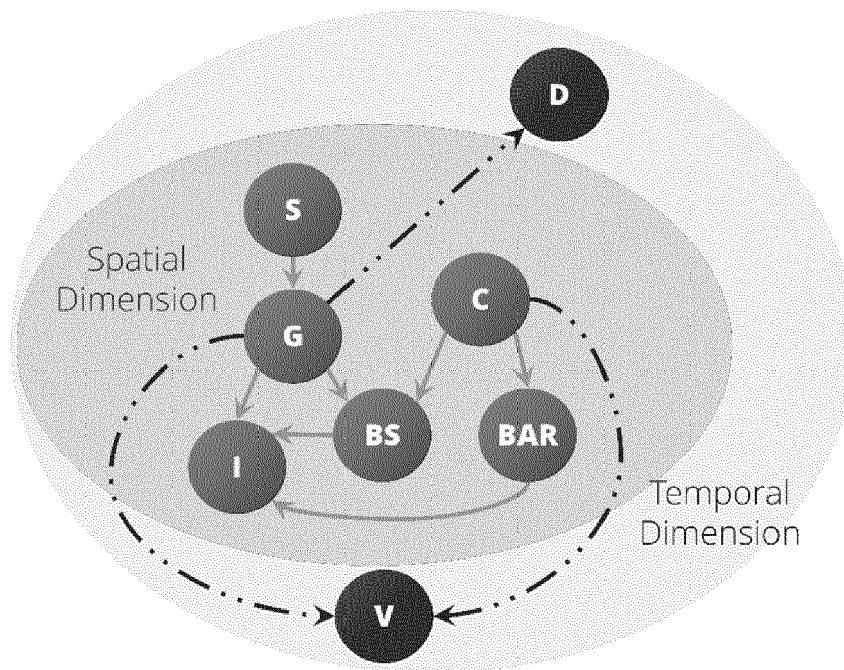 D
S
Spatial
Dimension
C
G
BS
BAR
I
Temporal
Dimension
V